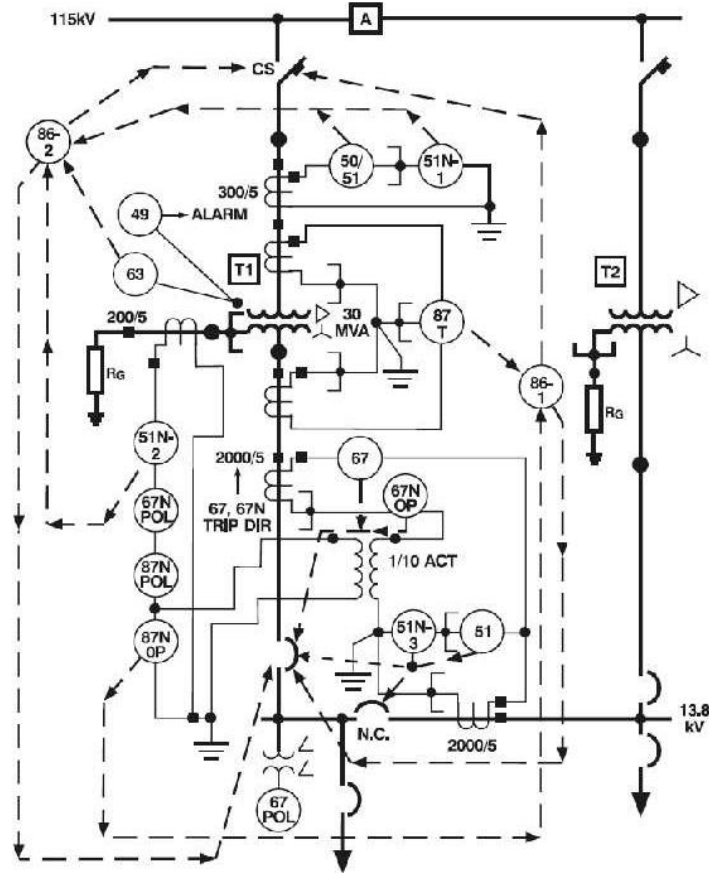 115kV
A
CS
86-
2
50/
51
51N-
1
300/5
49
ALARM
63
T1
T2
200/5
30
MVA
87
T
RG
86-
1
RG
51N-
2
2000/5
67
67, 67N
TRIP DIR
67N
OP
67N
POL
1/10 ACT
87N
POL
87N
OP
51N-
3
51
N.C.
2000/5
13.8
kV
67
POL